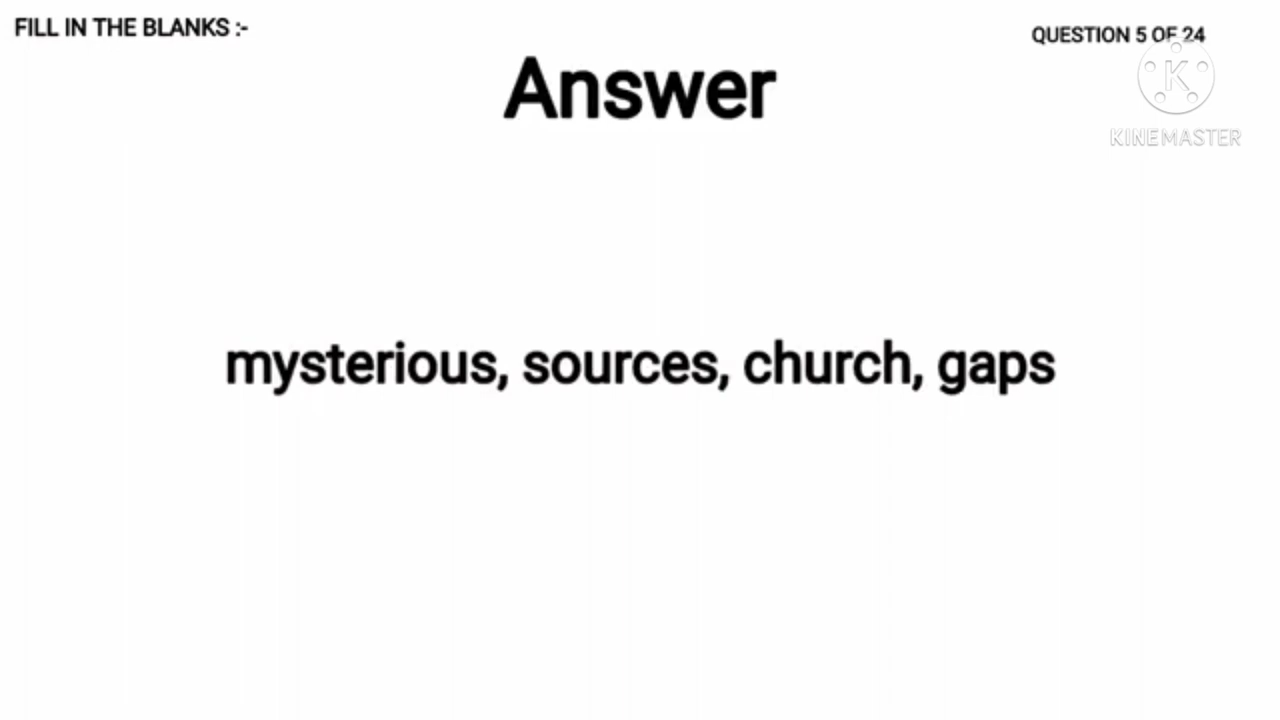 FILL IN THE BLANKS :-
QUESTION 5 OF 24
Answer
K
KINEMASTER
mysterious, sources, church, gaps